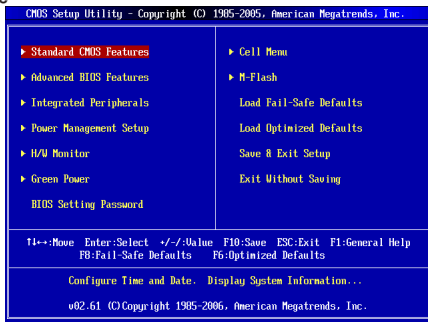 CMOS Setup Utility - Copyright (C) 1985-2005, American Megatrends, Inc.
▶ Standard CMOS Features
▶ Advanced BIOS Features
▶ Integrated Peripherals
▶ Power Management Setup
▶ H/W Monitor
▶ Green Power
BIOS Setting Password
▶ Cell Menu
▶ M-Flash
Load Fail-Safe Defaults
Load Optimized Defaults
Save & Exit Setup
Exit Without Saving
↑↓←→:Move Enter:Select +/-/:Value F10:Save ESC:Exit F1:General Help
F8:Fail-Safe Defaults F6:Optimized Defaults
Configure Time and Date. Display System Information...
v02.61 (C)Copyright 1985-2006, American Megatrends, Inc.